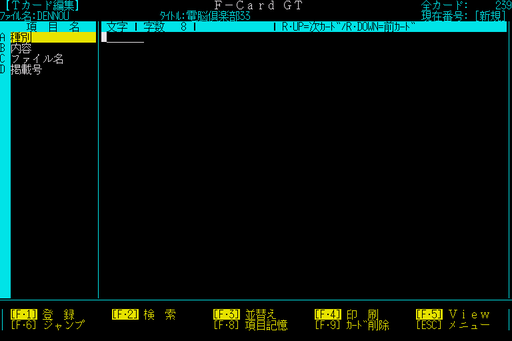 [Tカード編集] F-Card GT 全カード: 259
ファイル名:DENNOU タイトル:電脳倶楽部33 現在番号: [新規]
項 目 名 文字 | 字数 8 | | R・UP=次カード/R・DOWN=前カード
A 種別
B 内容
C ファイル名
D 掲載号
[F・1] 登 録 [F・2] 検 索 [F・3] 並替え [F・4] 印 刷 [F・5] View
[F・6] ジャンプ [F・8] 項目記憶 [F・9] カード削除 [ESC] メニュー